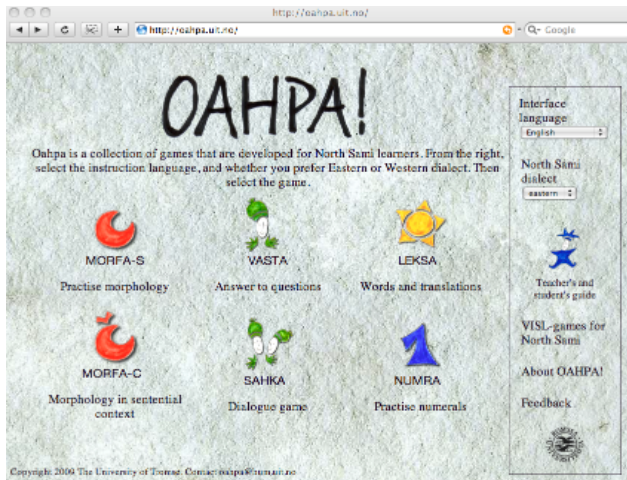 http://oahpa.uit.no/
http://oahpa.uit.no/
Google
OAHPA!
Oahpa is a collection of games that are developed for North Sami learners. From the right,
select the instruction language, and whether you prefer Eastern or Western dialect. Then
select the game.
MORFA-S
Practise morphology
VASTA
Answer to questions
LEKSA
Words and translations
MORFA-C
Morphology in sentential
context
SAHKA
Dialogue game
NUMRA
Practise numerals
Interface
language
English
North Sami
dialect
eastern
Teacher's and
student's guide
VISL-games for
North Sami
About OAHPA!
Feedback
Copyright 2009 The University of Tromsø. Contact oahpa@hum.uit.no